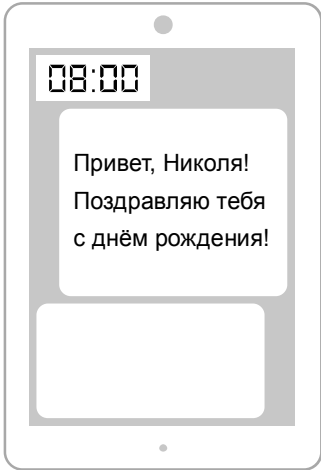 08:00
Привет, Николя!
Поздравляю тебя
с днём рождения!